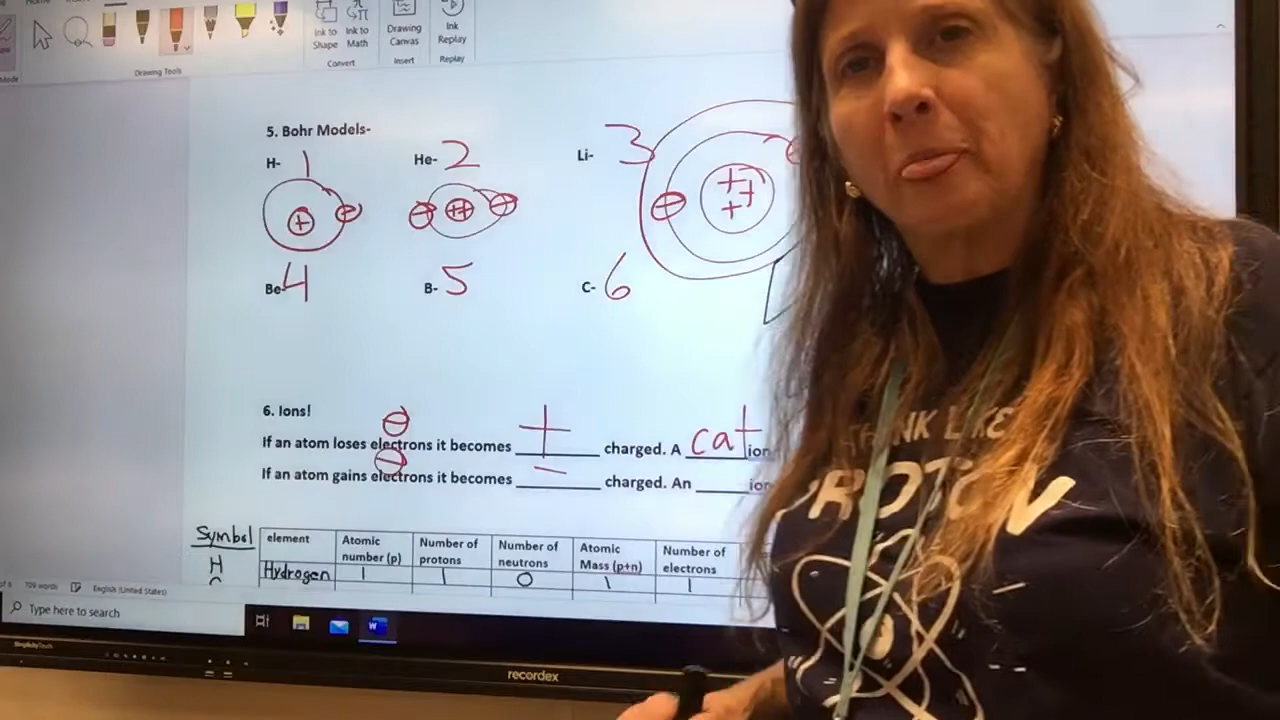 Ink to Shape
Ink to Math
Drawing Canvas
Ink Replay
Drawing Tools
Convert
Insert
Replay
5. Bohr Models-
H- 1
He- 2
Li- 3
+
++
+++
Be- 4
B- 5
C- 6
6. Ions!
If an atom loses electrons it becomes + charged. A cation
If an atom gains electrons it becomes - charged. An ____ion
Symbol
element
Atomic number (p)
Number of protons
Number of neutrons
Atomic Mass (p+n)
Number of electrons
H
Hydrogen
1
1
0
1
1
709 words
English (United States)
Type here to search
recordex
THINK LIKE
PROTON